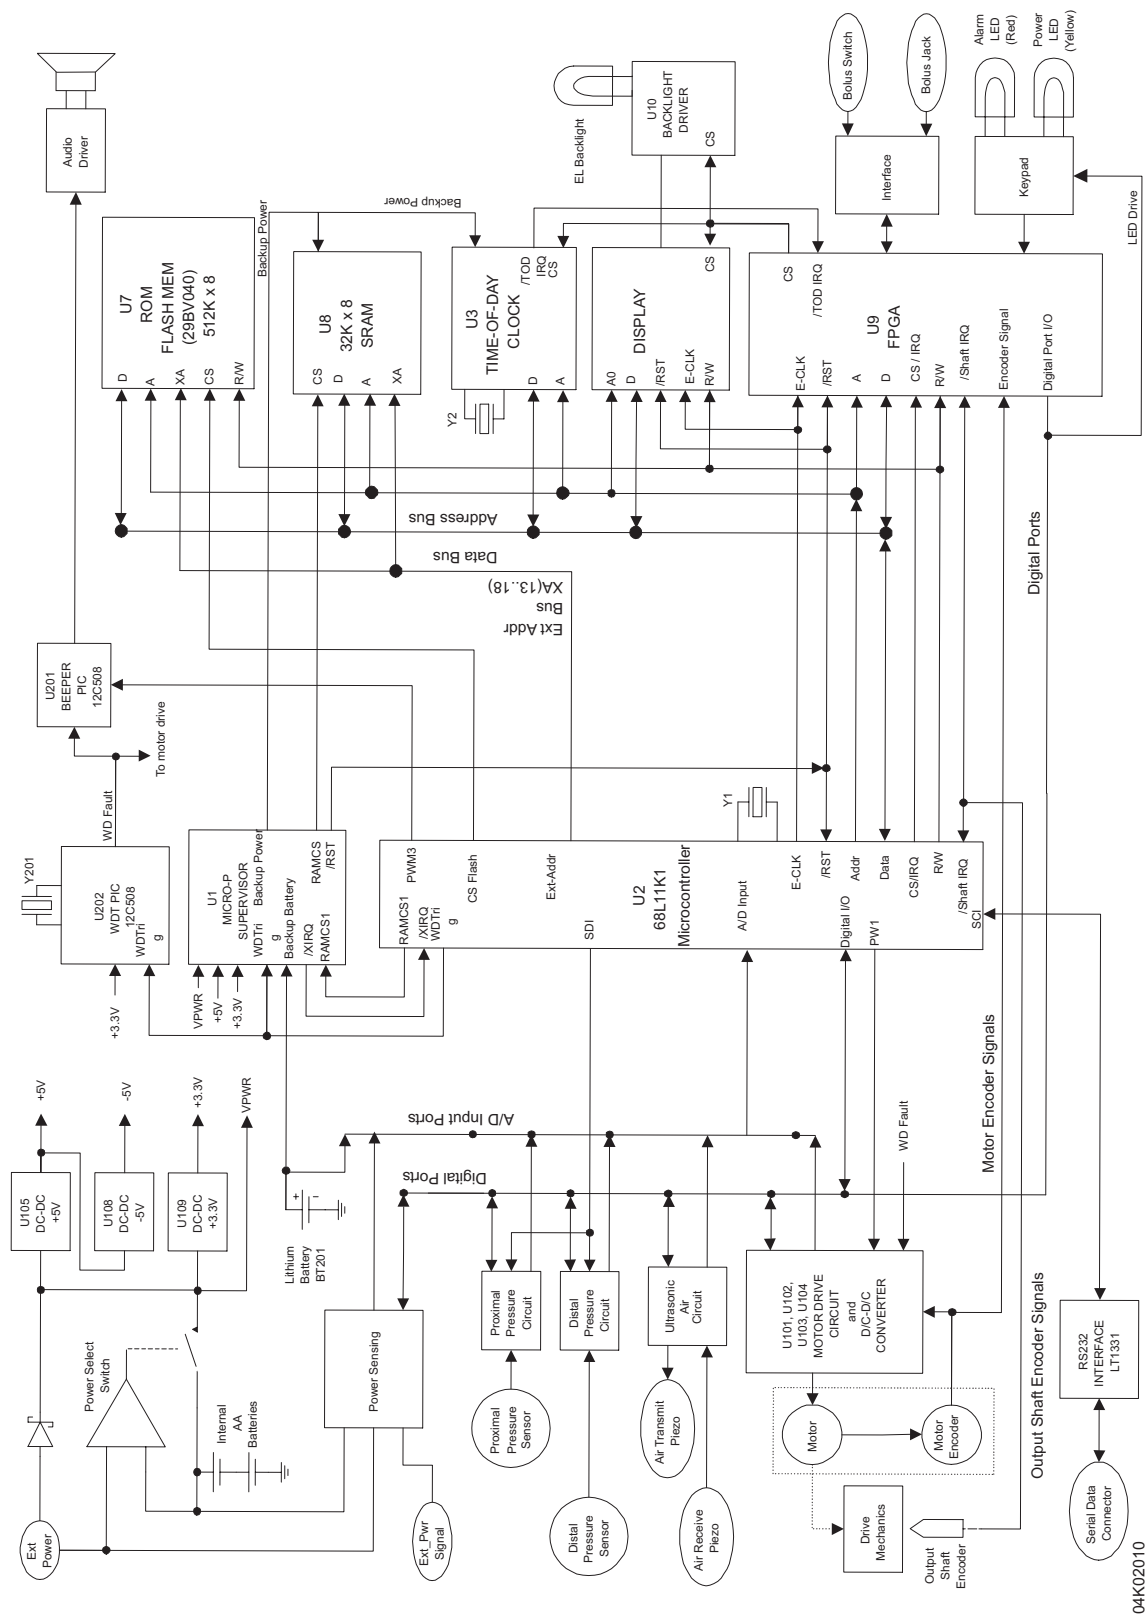 Ext
Power
Power Select
Switch
Internal
AA
Batteries
Ext_Pwr
Signal
Power Sensing
U105
DC-DC
+5V
U108
DC-DC
-5V
U109
DC-DC
+3.3V
+5V
-5V
+3.3V
VPWR
Lithium
Battery
BT201
+
−
Digital Ports
A/D Input Ports
Proximal
Pressure
Sensor
Proximal
Pressure
Circuit
Distal
Pressure
Sensor
Distal
Pressure
Circuit
Air Transmit
Piezo
Air Receive
Piezo
Ultrasonic
Air
Circuit
U101, U102,
U103, U104
MOTOR DRIVE
CIRCUIT
and
D/C-D/C
CONVERTER
WD Fault
Motor
Motor
Encoder
Drive
Mechanics
Output
Shaft
Encoder
Motor Encoder Signals
Output Shaft Encoder Signals
RS232
INTERFACE
LT1331
Serial Data
Connector
+3.3V
Y201
U202
WDT PIC
12C508
WDTri
g
WD Fault
To motor drive
U201
BEEPER
PIC
12C508
Audio
Driver
VPWR
+5V
+3.3V
U1
MICRO-P
SUPERVISOR
WDTri
g
Backup Power
Backup Battery
/XIRQ
RAMCS1
RAMCS
/RST
RAMCS1
/XIRQ
WDTri
g
PWM3
CS Flash
Ext-Addr
SDI
U2
68L11K1
Microcontroller
A/D Input
Y1
E-CLK
/RST
Digital I/O
Addr
PW1
Data
CS/IRQ
R/W
/Shaft IRQ
SCI
Ext Addr
Bus
XA(13..18)
Data Bus
Address Bus
Digital Ports
U7
ROM
FLASH MEM
(29BV040)
512K x 8
D
A
XA
CS
R/W
Backup Power
U8
32K x 8
SRAM
CS
D
A
XA
Backup Power
Y2
U3
TIME-OF-DAY
CLOCK
/TOD
IRQ
CS
D
A
DISPLAY
CS
A0
D
/RST
E-CLK
R/W
EL Backlight
U10
BACKLIGHT
DRIVER
CS
U9
FPGA
CS
/TOD IRQ
E-CLK
/RST
A
D
CS / IRQ
R/W
/Shaft IRQ
Encoder Signal
Digital Port I/O
Interface
Bolus Switch
Bolus Jack
Keypad
Alarm
LED
(Red)
Power
LED
(Yellow)
LED Drive
04K02010